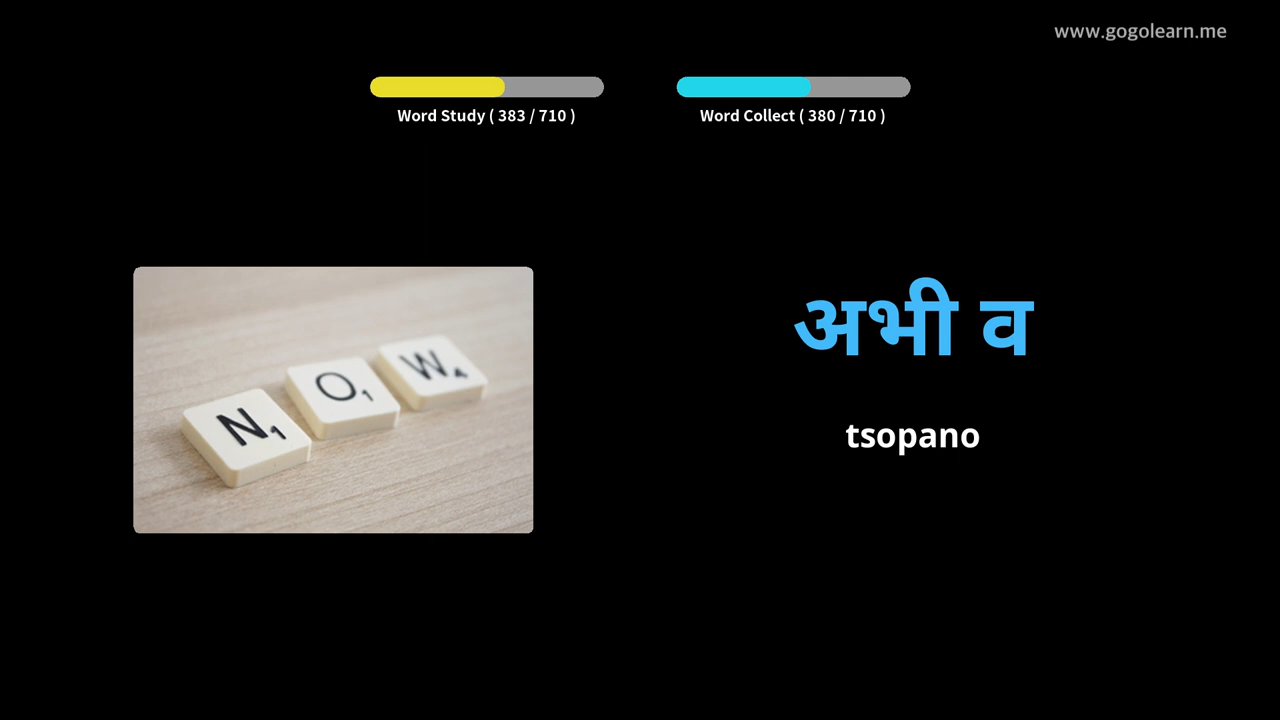 www.gogolearn.me
Word Study ( 383 / 710 )
Word Collect ( 380 / 710 )
N1 O1 W4
अभी व
tsopano